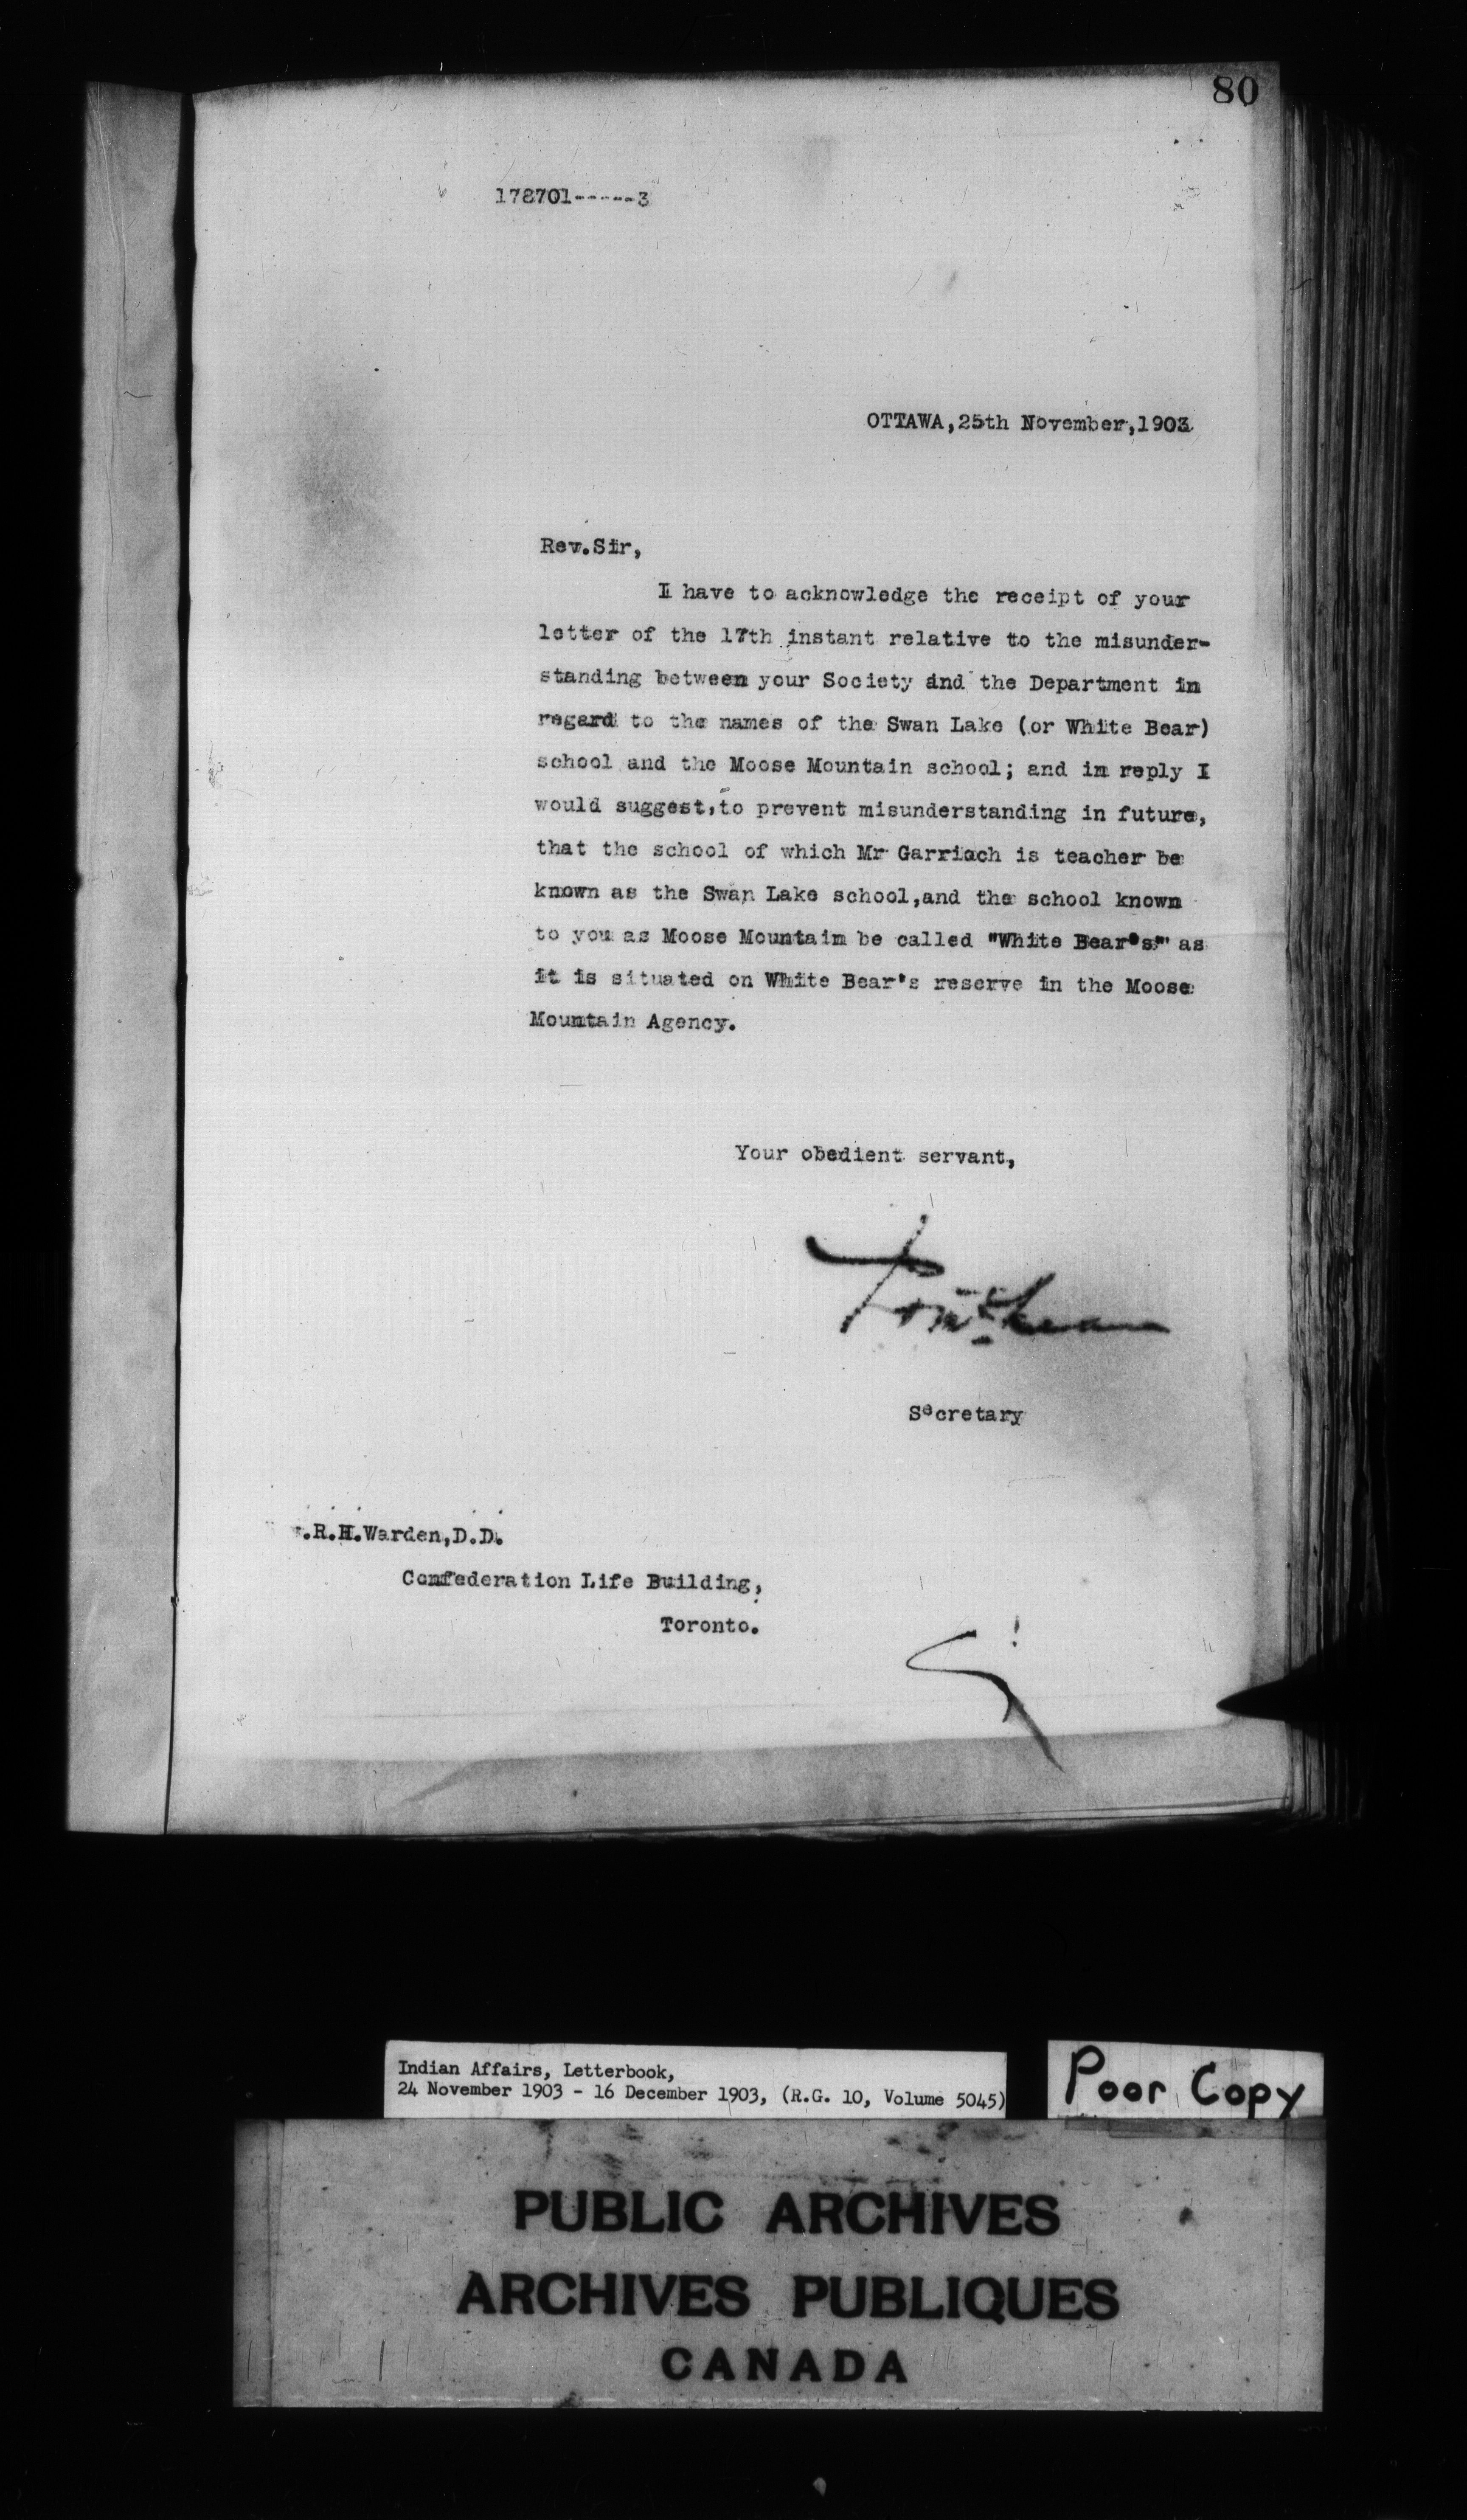 80
178701-----3
OTTAWA,25th November,1903
Rev.Sir,
I have to acknowledge the receipt of your
letter of the 17th instant relative to the misunder-
standing between your Society and the Department in
regard to the names of the Swan Lake (or White Bear)
school and the Moose Mountain school; and in reply I
would suggest,to prevent misunderstanding in future,
that the school of which Mr Garrioch is teacher be
known as the Swan Lake school,and the school known
to you as Moose Mountain be called "White Bear's" as
it is situated on White Bear's reserve in the Moose
Mountain Agency.
Your obedient servant,
Secretary
.R.H.Warden,D.D.
Confederation Life Building,
Toronto.
Indian Affairs, Letterbook,
24 November 1903 - 16 December 1903, (R.G. 10, Volume 5045)
Poor Copy
PUBLIC ARCHIVES
ARCHIVES PUBLIQUES
CANADA